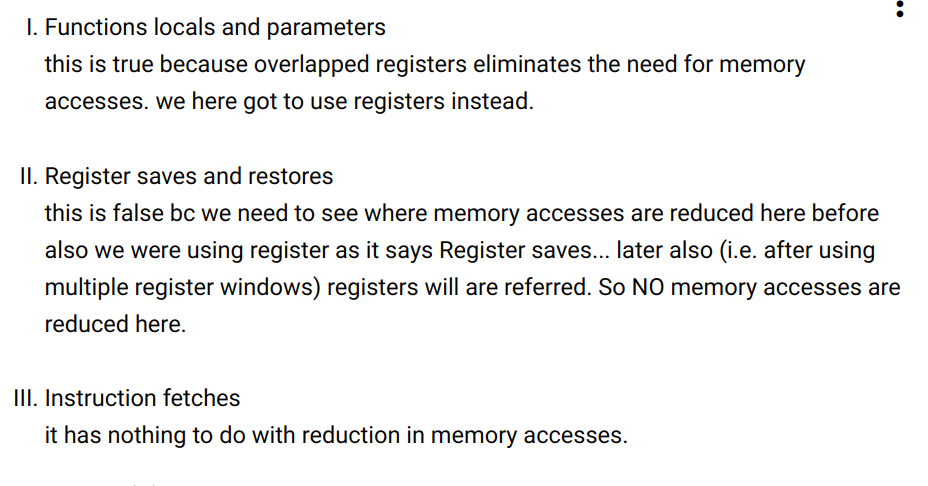 I. Functions locals and parameters
this is true because overlapped registers eliminates the need for memory
accesses. we here got to use registers instead.
II. Register saves and restores
this is false bc we need to see where memory accesses are reduced here before
also we were using register as it says Register saves... later also (i.e. after using
multiple register windows) registers will are referred. So NO memory accesses are
reduced here.
III. Instruction fetches
it has nothing to do with reduction in memory accesses.